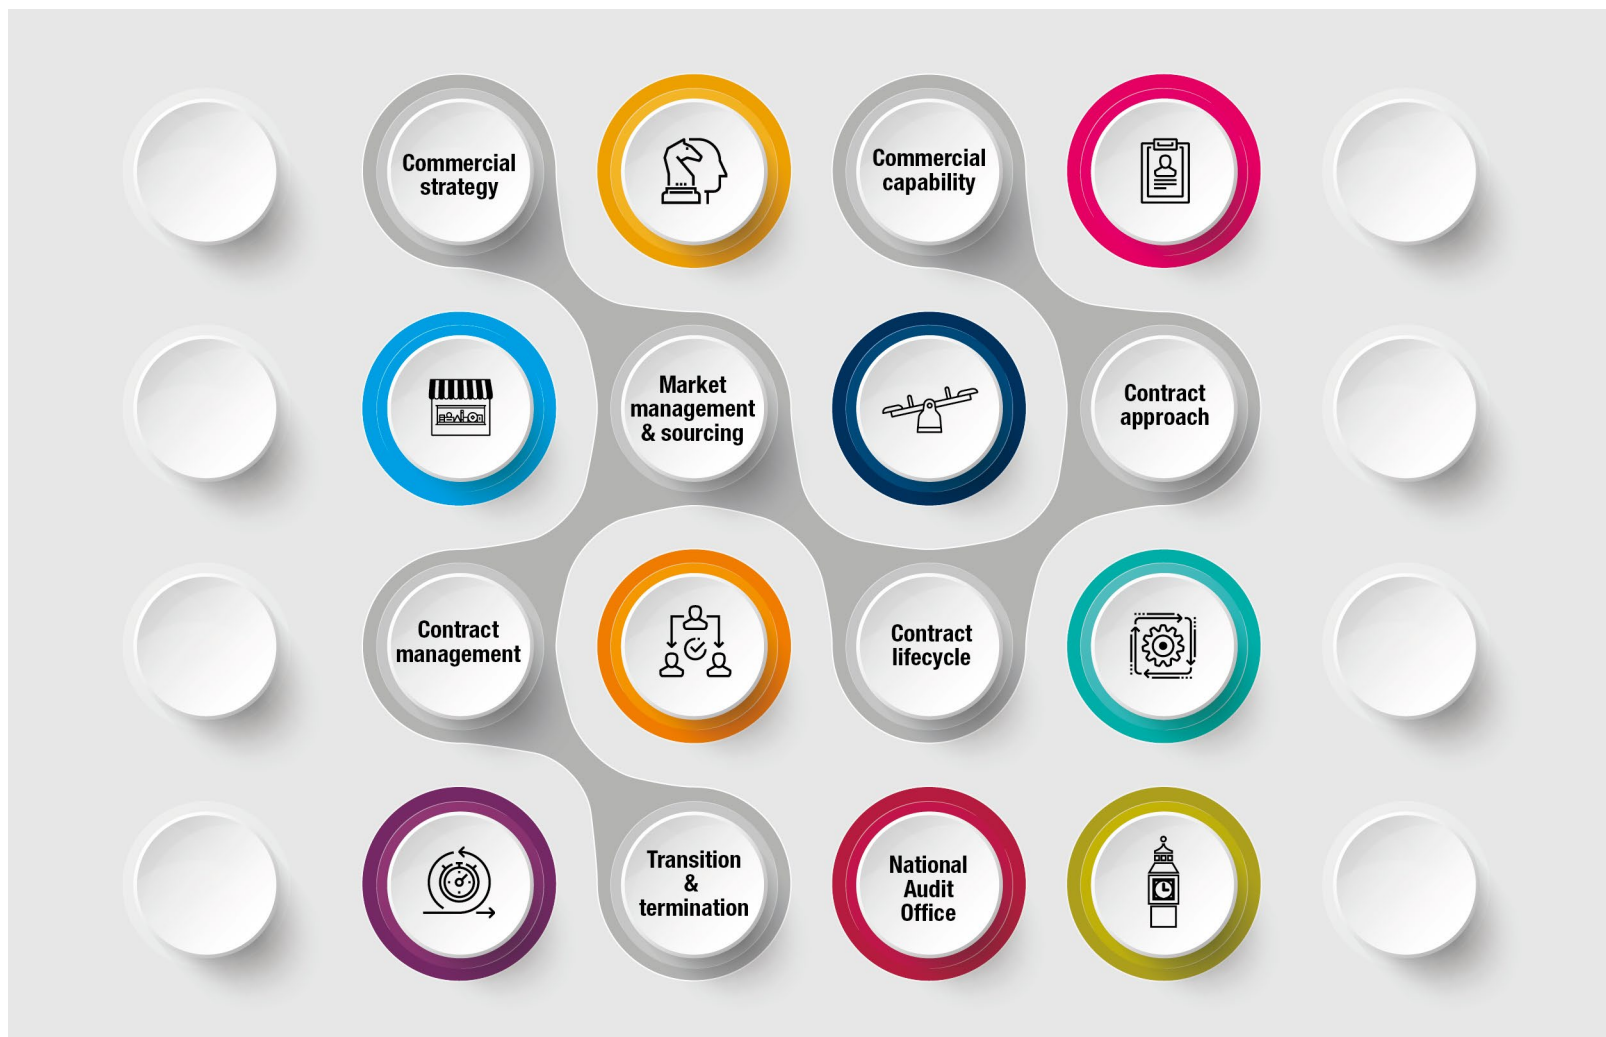 Commercial
strategy
Commercial
capability
Market
management
& sourcing
Contract
approach
Contract
management
Contract
lifecycle
Transition
&
termination
National
Audit
Office